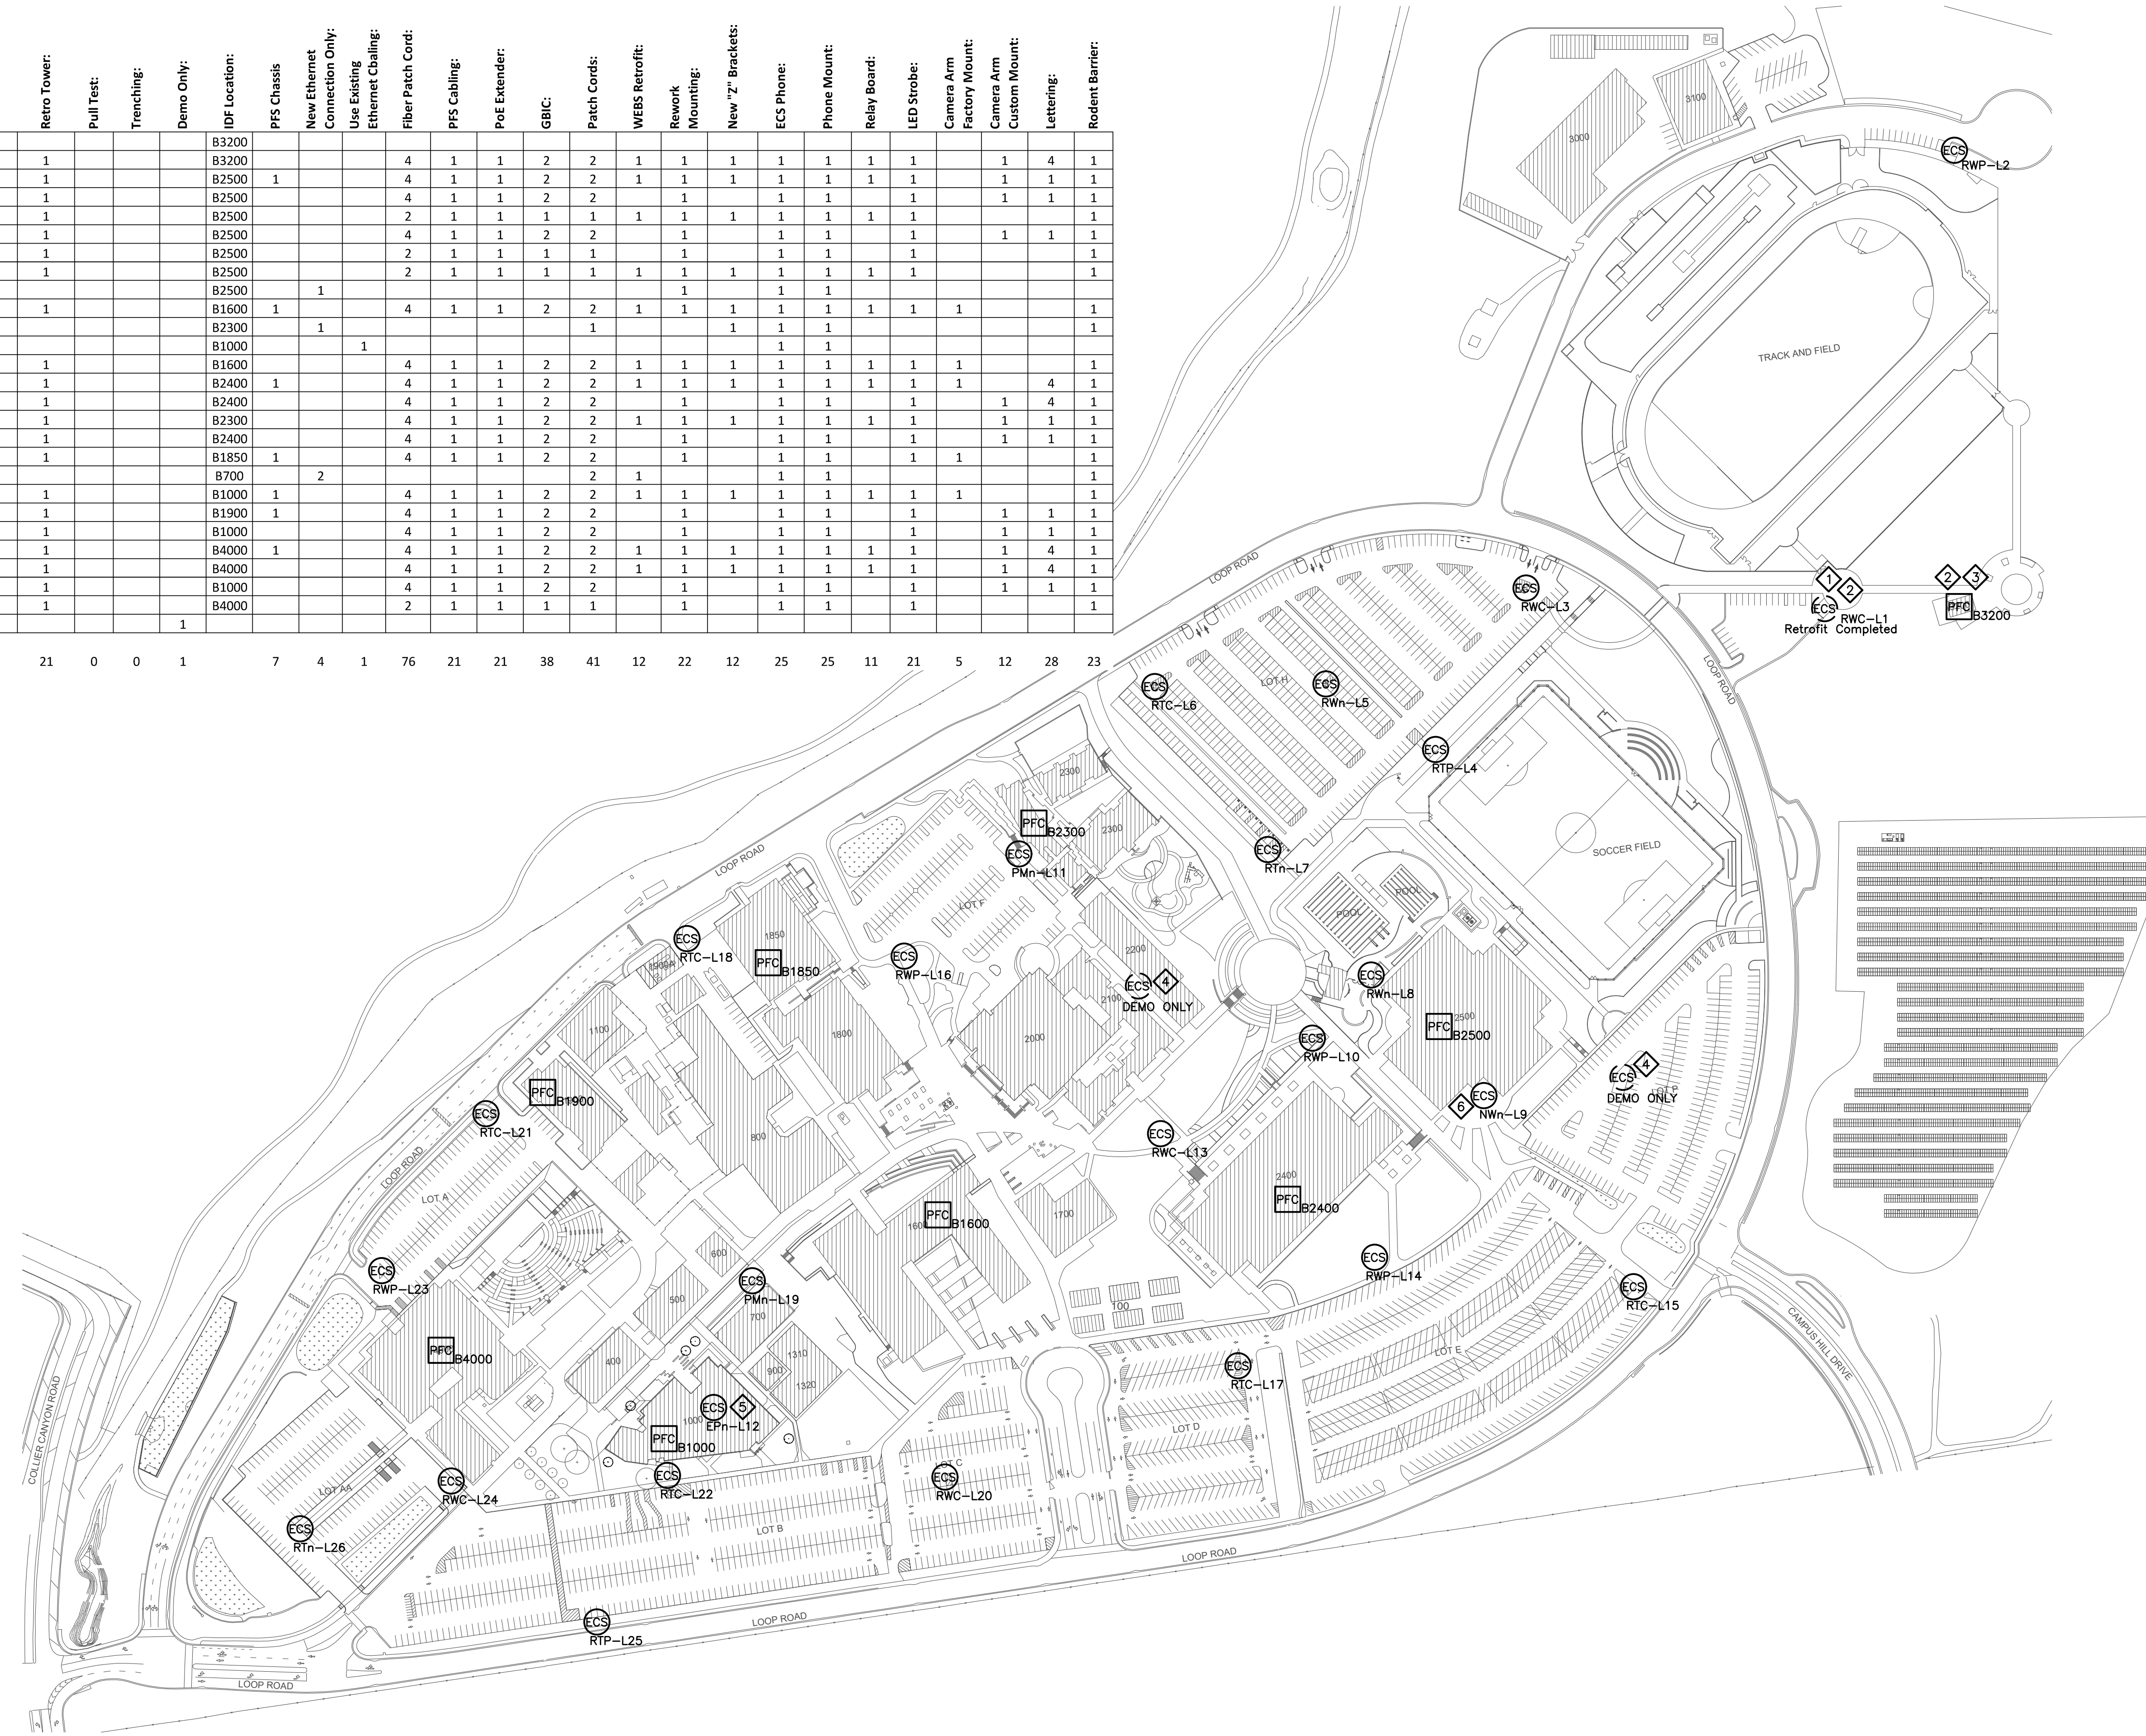 Retro Tower: Pull Test: Trenching: Demo Only: IDF Location: PFS Chassis New Ethernet Connection Only: Use Existing Ethernet Cbaling: Fiber Patch Cord: PFS Cabling: PoE Extender: GBIC: Patch Cords: WEBS Retrofit: Rework Mounting: New "Z" Brackets: ECS Phone: Phone Mount: Relay Board: LED Strobe: Camera Arm Factory Mount: Camera Arm Custom Mount: Lettering: Rodent Barrier:
B3200
1 B3200 4 1 1 2 2 1 1 1 1 1 1 1 1 4 1
1 B2500 1 4 1 1 2 2 1 1 1 1 1 1 1 1 1 1
1 B2500 4 1 1 2 2 1 1 1 1 1 1 1
1 B2500 2 1 1 1 1 1 1 1 1 1 1 1 1
1 B2500 4 1 1 2 2 1 1 1 1 1 1 1
1 B2500 2 1 1 1 1 1 1 1 1 1
1 B2500 2 1 1 1 1 1 1 1 1 1 1 1 1
B2500 1 1 1 1
1 B1600 1 4 1 1 2 2 1 1 1 1 1 1 1 1 1
B2300 1 1 1 1 1 1
B1000 1 1 1
1 B1600 4 1 1 2 2 1 1 1 1 1 1 1 1 1
1 B2400 1 4 1 1 2 2 1 1 1 1 1 1 1 1 4 1
1 B2400 4 1 1 2 2 1 1 1 1 1 4 1
1 B2300 4 1 1 2 2 1 1 1 1 1 1 1 1 1 1
1 B2400 4 1 1 2 2 1 1 1 1 1 1 1
1 B1850 1 4 1 1 2 2 1 1 1 1 1 1
B700 2 2 1 1 1 1
1 B1000 1 4 1 1 2 2 1 1 1 1 1 1 1 1 1
1 B1900 1 4 1 1 2 2 1 1 1 1 1 1 1
1 B1000 4 1 1 2 2 1 1 1 1 1 1 1
1 B4000 1 4 1 1 2 2 1 1 1 1 1 1 1 1 4 1
1 B4000 4 1 1 2 2 1 1 1 1 1 1 1 1 4 1
1 B1000 4 1 1 2 2 1 1 1 1 1 1 1
1 B4000 2 1 1 1 1 1 1 1 1 1
1
21 0 0 1 7 4 1 76 21 21 38 41 12 22 12 25 25 11 21 5 12 28 23
3100
3000
ECS
RWP-L2
TRACK AND FIELD
LOOP ROAD
ECS
RWC-L3
1 2
2 3
ECS RWC-L1
Retrofit Completed
PFC B3200
LOOP ROAD
ECS
RTC-L6
LOT H
ECS
RWn-L5
ECS
RTP-L4
2300
PFC B2300
2300
ECS
PMn-L11
ECS
RTn-L7
SOCCER FIELD
LOOP ROAD
LOT F
POOL
POOL
1850
ECS
RTC-L18
1900A
PFC B1850
ECS
RWP-L16
2200
2100
ECS 4
DEMO ONLY
ECS
RWn-L8
2500
PFC B2500
1100
1800
2000
ECS
RWP-L10
ECS 4
LOT P
DEMO ONLY
PFC B1900
6 ECS
NWn-L9
ECS
RTC-L21
800
ECS
RWC-L13
LOOP ROAD
LOT A
2400
PFC B2400
1600
PFC B1600
1700
600
ECS
RWP-L23
ECS
PMn-L19
ECS
RWP-L14
ECS
RTC-L15
500
700
100
CAMPUS HILL DRIVE
PFC B4000
400
1310
900
1320
LOT E
ECS
RTC-L17
COLLIER CANYON ROAD
1000
ECS 5
EPn-L12
PFC B1000
LOT D
LOT AA
ECS
RWC-L24
ECS
RTC-L22
LOT C
ECS
RWC-L20
ECS
RTn-L26
LOT B
LOOP ROAD
ECS
RTP-L25
LOOP ROAD
LOOP ROAD